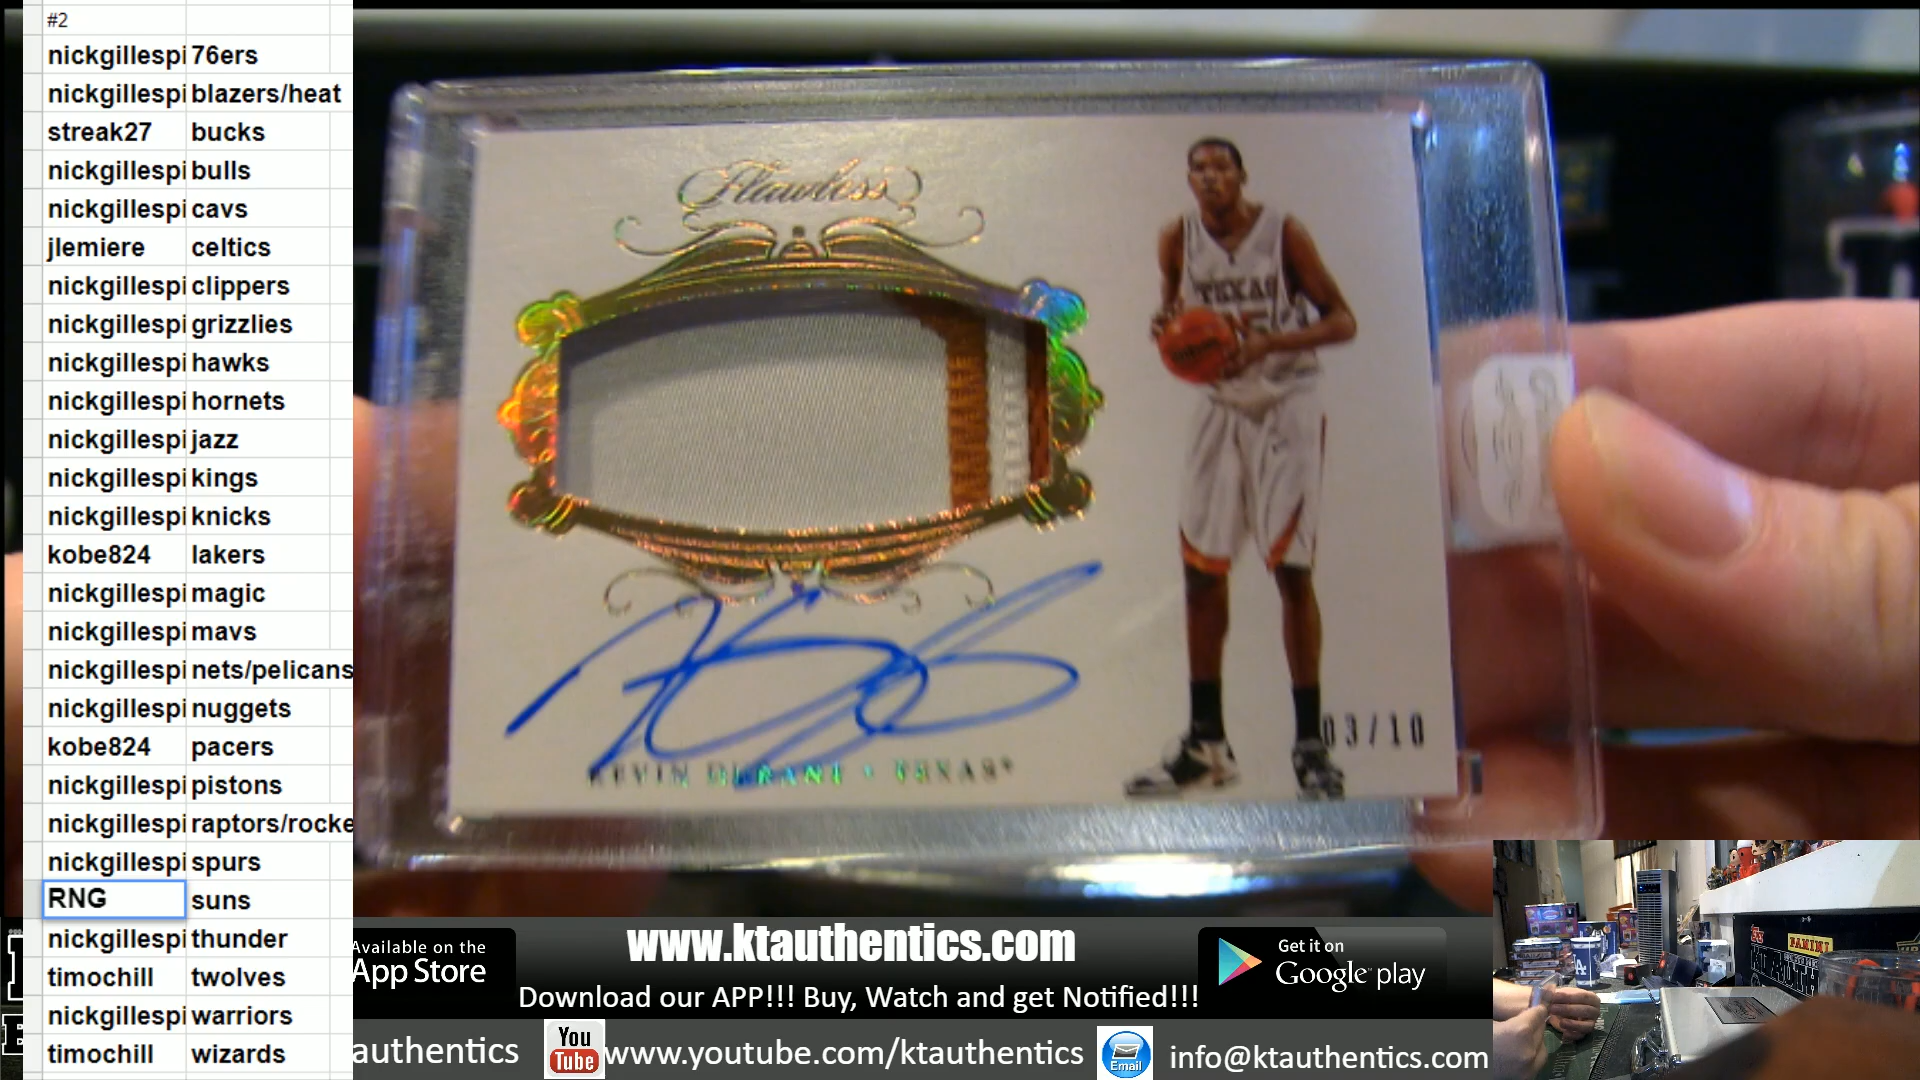 #2
nickgillespi 76ers
nickgillespi blazers/heat
streak27 bucks
nickgillespi bulls
nickgillespi cavs
jlemiere celtics
nickgillespi clippers
nickgillespi grizzlies
nickgillespi hawks
nickgillespi hornets
nickgillespi jazz
nickgillespi kings
nickgillespi knicks
kobe824 lakers
nickgillespi magic
nickgillespi mavs
nickgillespi nets/pelicans
nickgillespi nuggets
kobe824 pacers
nickgillespi pistons
nickgillespi raptors/rocke
nickgillespi spurs
RNG suns
nickgillespi thunder
timochill twolves
nickgillespi warriors
timochill wizards
Flawless
TEXAS
03/10
KEVIN DURANT • TEXAS
Available on the
App Store
www.ktauthentics.com
Get it on
Google play
Download our APP!!! Buy, Watch and get Notified!!!
authentics
You
Tube
www.youtube.com/ktauthentics
Email
info@ktauthentics.com
PANINI